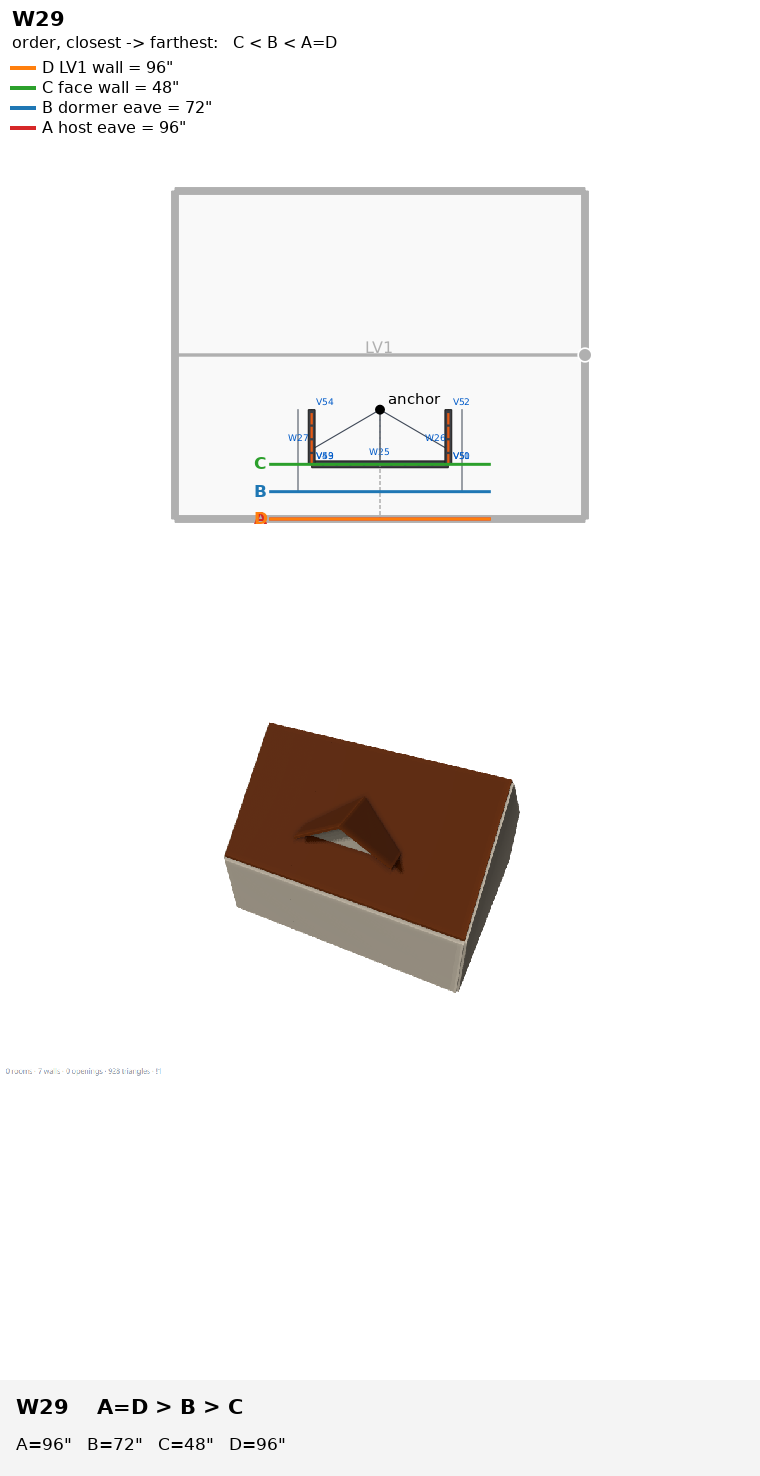 W29
order, closest -> farthest:   C < B < A=D
D LV1 wall = 96"
C face wall = 48"
B dormer eave = 72"
A host eave = 96"
LV1
anchor
V54
V52
W27
W26
W25
C
B
D
W29    A=D > B > C
A=96"   B=72"   C=48"   D=96"